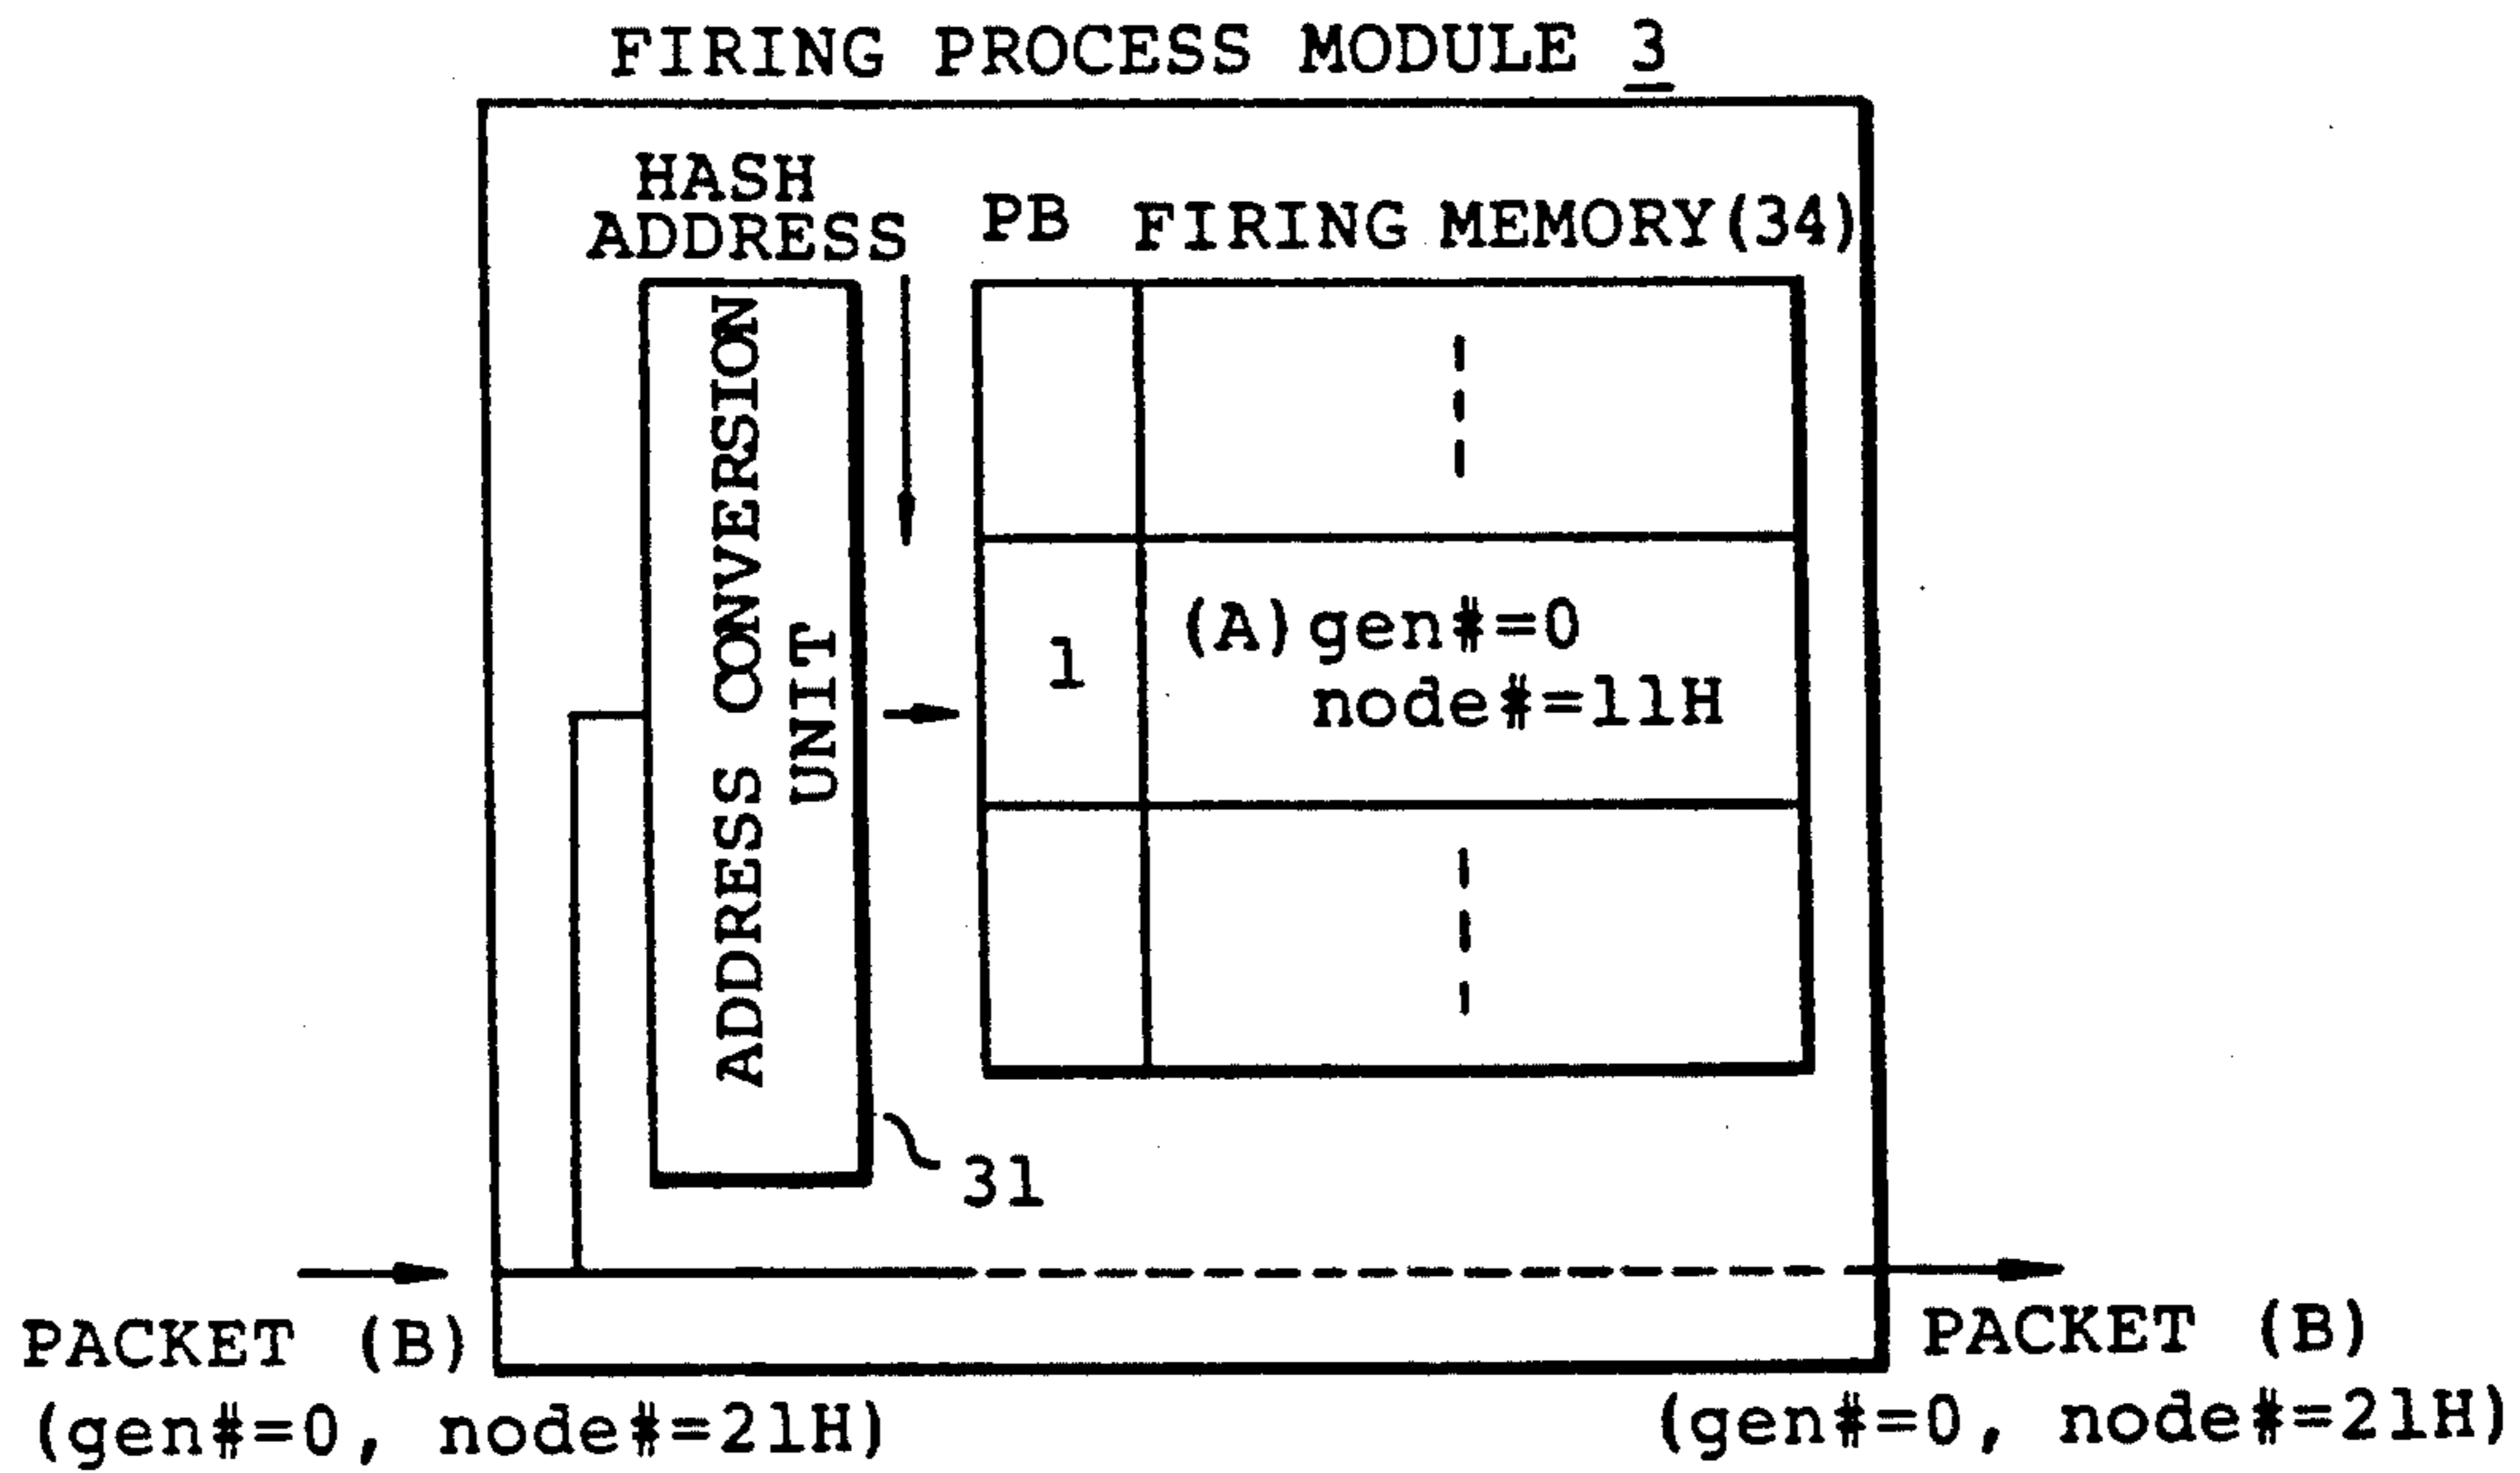 FIRING PROCESS MODULE 3
HASH
ADDRESS
PB
FIRING MEMORY(34)
ADDRESS CONVERSION
UNIT
1
(A)gen#=0
node#=11H
31
PACKET (B)
(gen#=0, node#=21H)
PACKET (B)
(gen#=0, node#=21H)